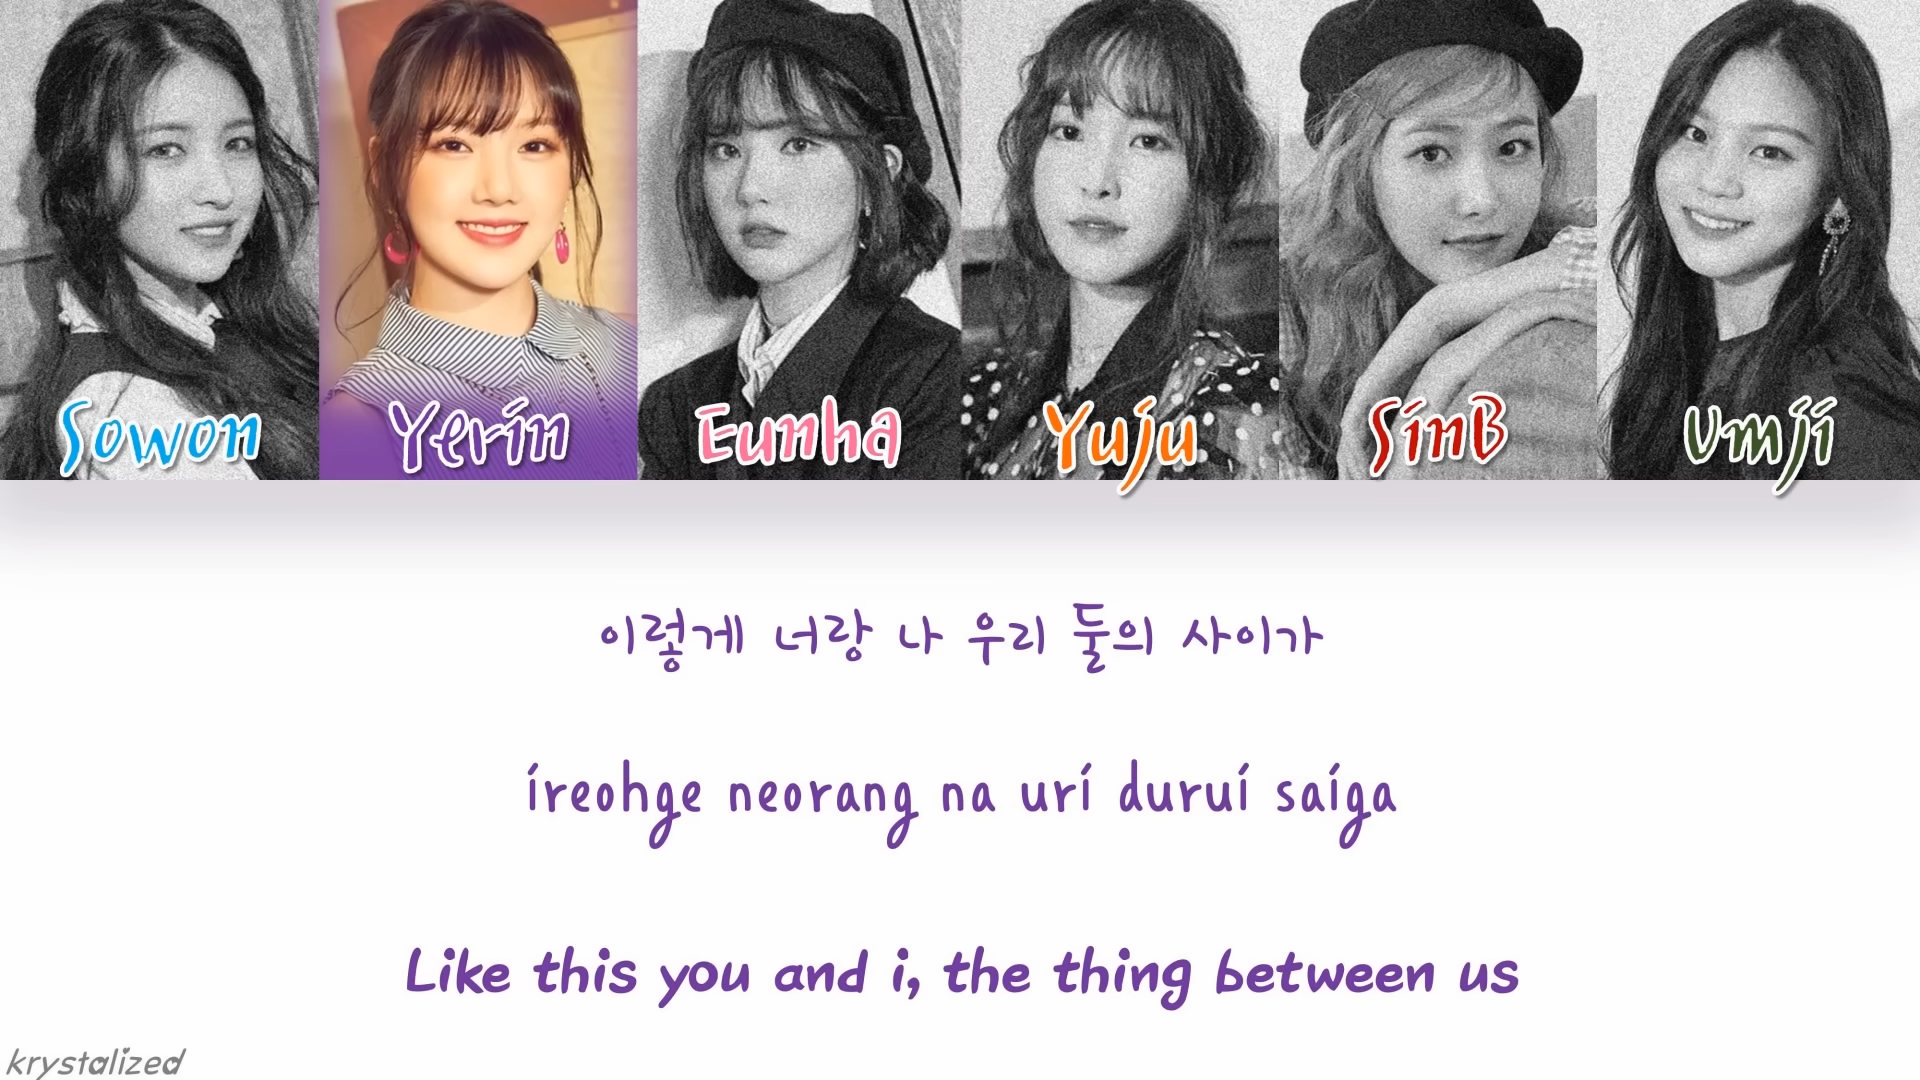 Sowon Yerin Eunha Yuju SinB Umji
이렇게 너랑 나 우리 둘의 사이가
ireohge neorang na uri durui saiga
Like this you and i, the thing between us
krystalized